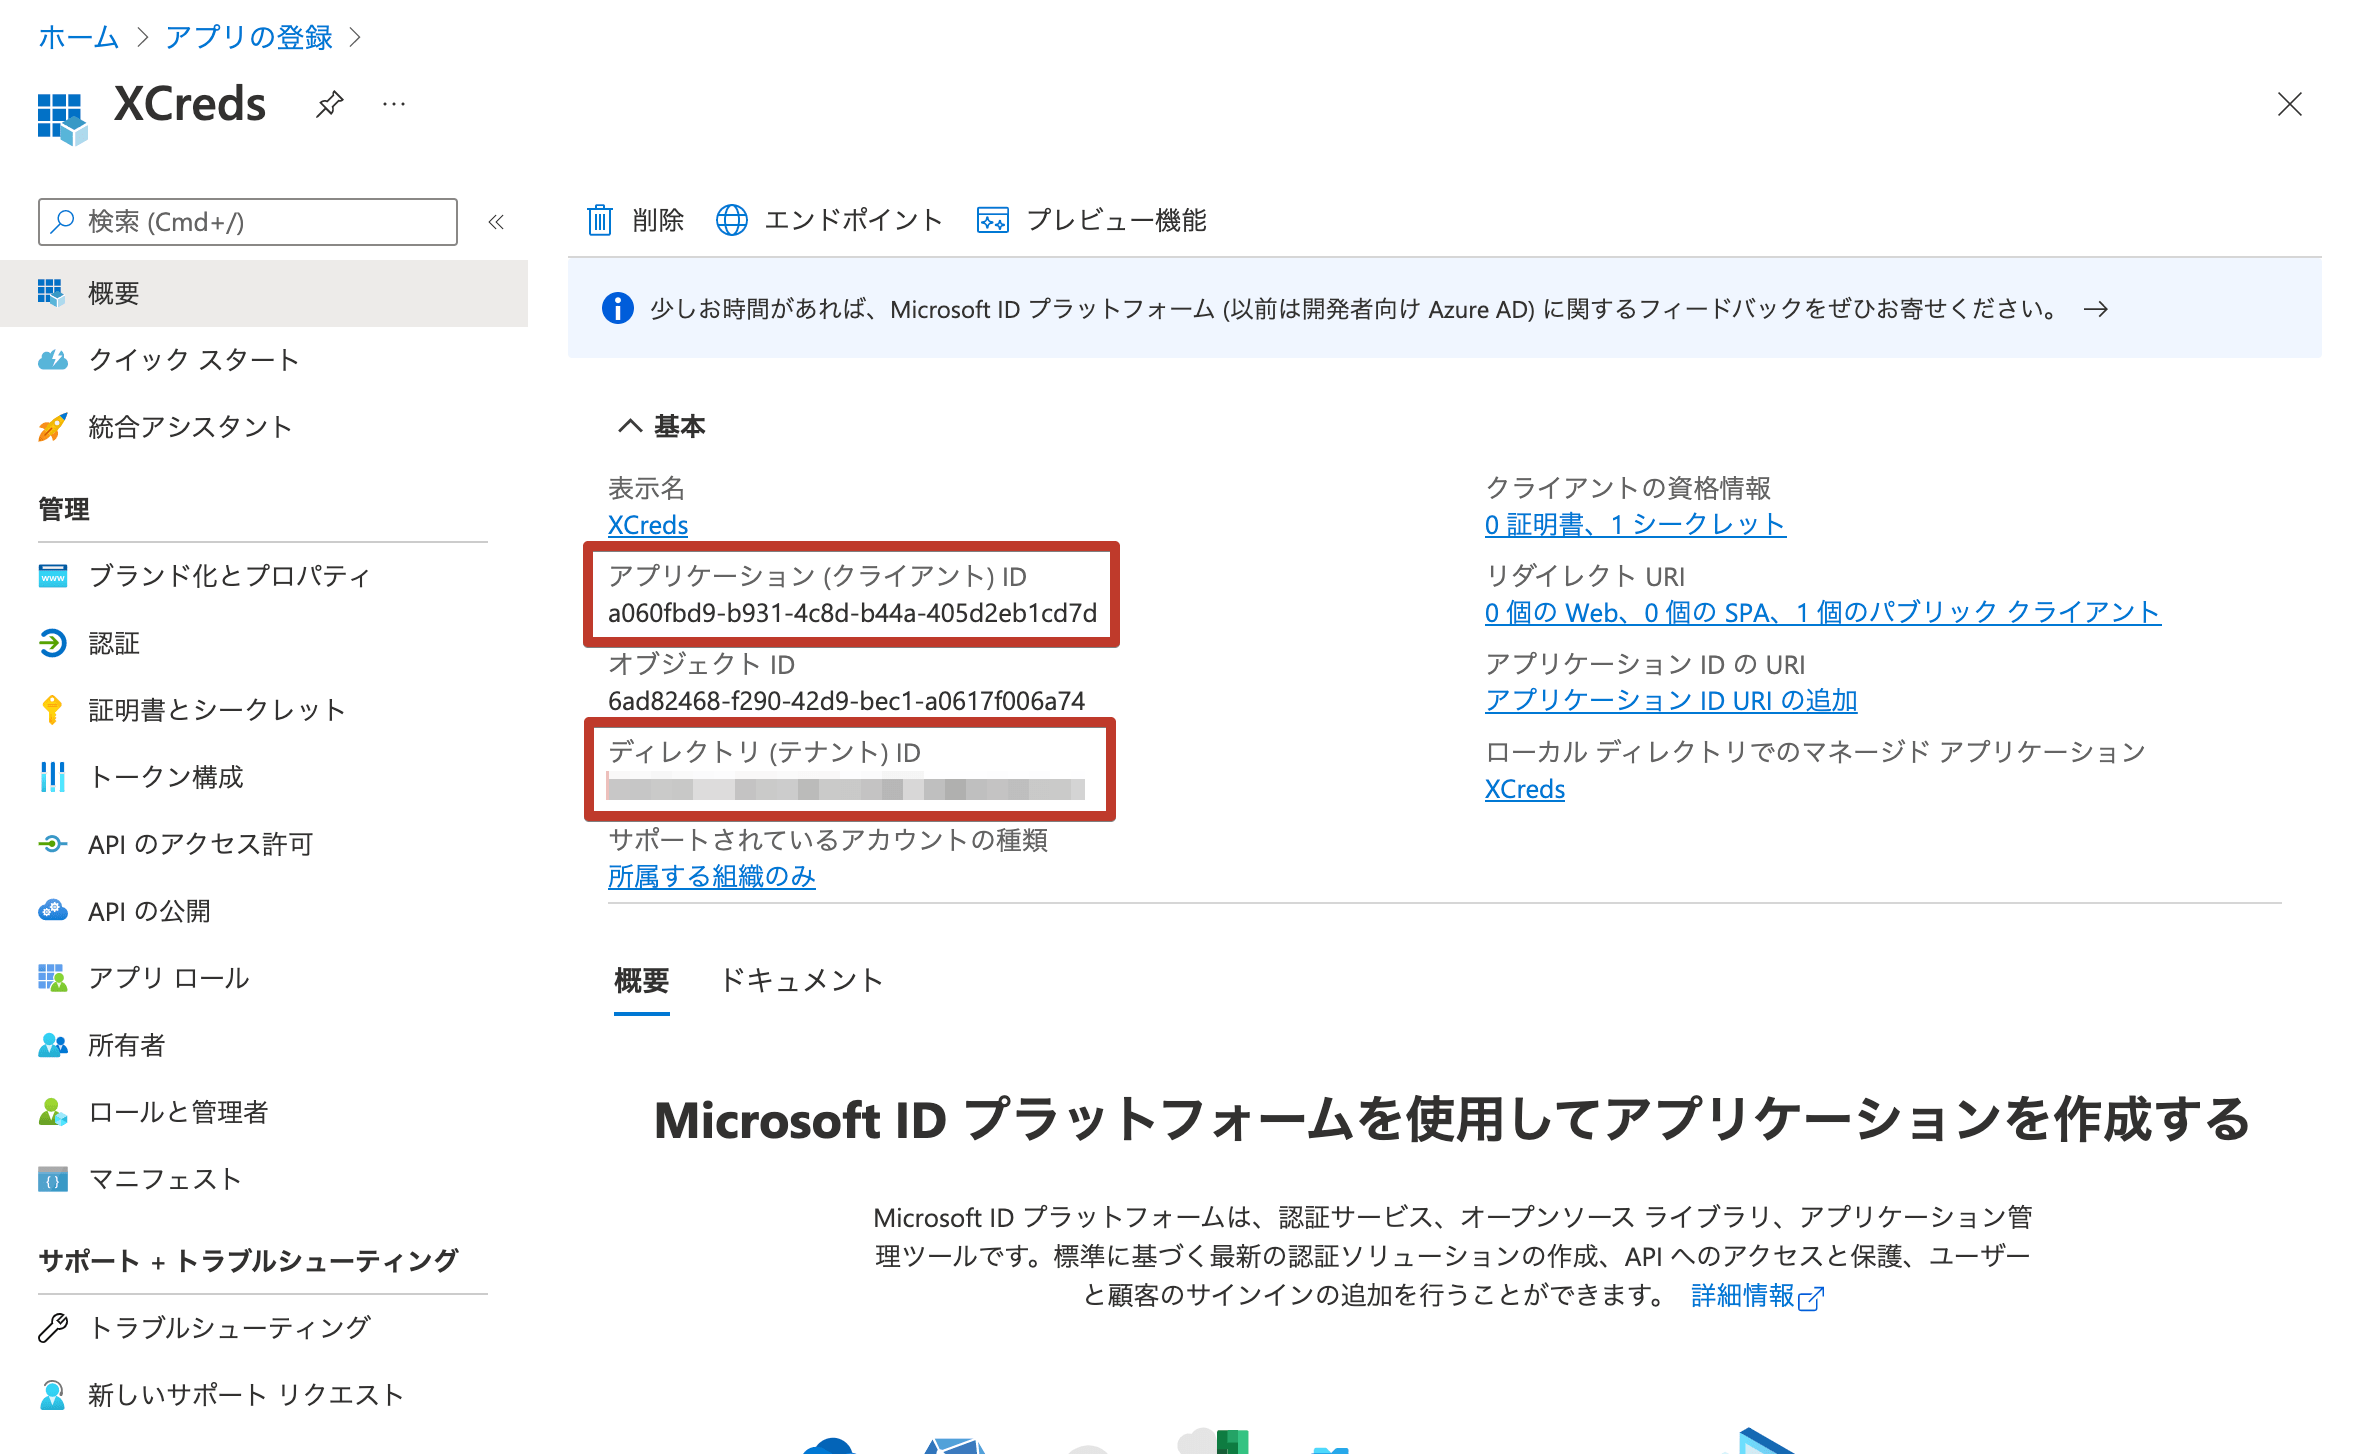 ホーム > アプリの登録 >
XCreds
検索 (Cmd+/)
概要
クイック スタート
統合アシスタント
管理
ブランド化とプロパティ
認証
証明書とシークレット
トークン構成
API のアクセス許可
API の公開
アプリ ロール
所有者
ロールと管理者
マニフェスト
サポート + トラブルシューティング
トラブルシューティング
新しいサポート リクエスト
削除 エンドポイント プレビュー機能
少しお時間があれば、Microsoft ID プラットフォーム (以前は開発者向け Azure AD) に関するフィードバックをぜひお寄せください。 →
基本
表示名
XCreds
アプリケーション (クライアント) ID
a060fbd9-b931-4c8d-b44a-405d2eb1cd7d
オブジェクト ID
6ad82468-f290-42d9-bec1-a0617f006a74
ディレクトリ (テナント) ID
サポートされているアカウントの種類
所属する組織のみ
クライアントの資格情報
0 証明書、1 シークレット
リダイレクト URI
0 個の Web、0 個の SPA、1 個のパブリック クライアント
アプリケーション ID の URI
アプリケーション ID URI の追加
ローカル ディレクトリでのマネージド アプリケーション
XCreds
概要 ドキュメント
Microsoft ID プラットフォームを使用してアプリケーションを作成する
Microsoft ID プラットフォームは、認証サービス、オープンソース ライブラリ、アプリケーション管
理ツールです。標準に基づく最新の認証ソリューションの作成、API へのアクセスと保護、ユーザー
と顧客のサインインの追加を行うことができます。 詳細情報